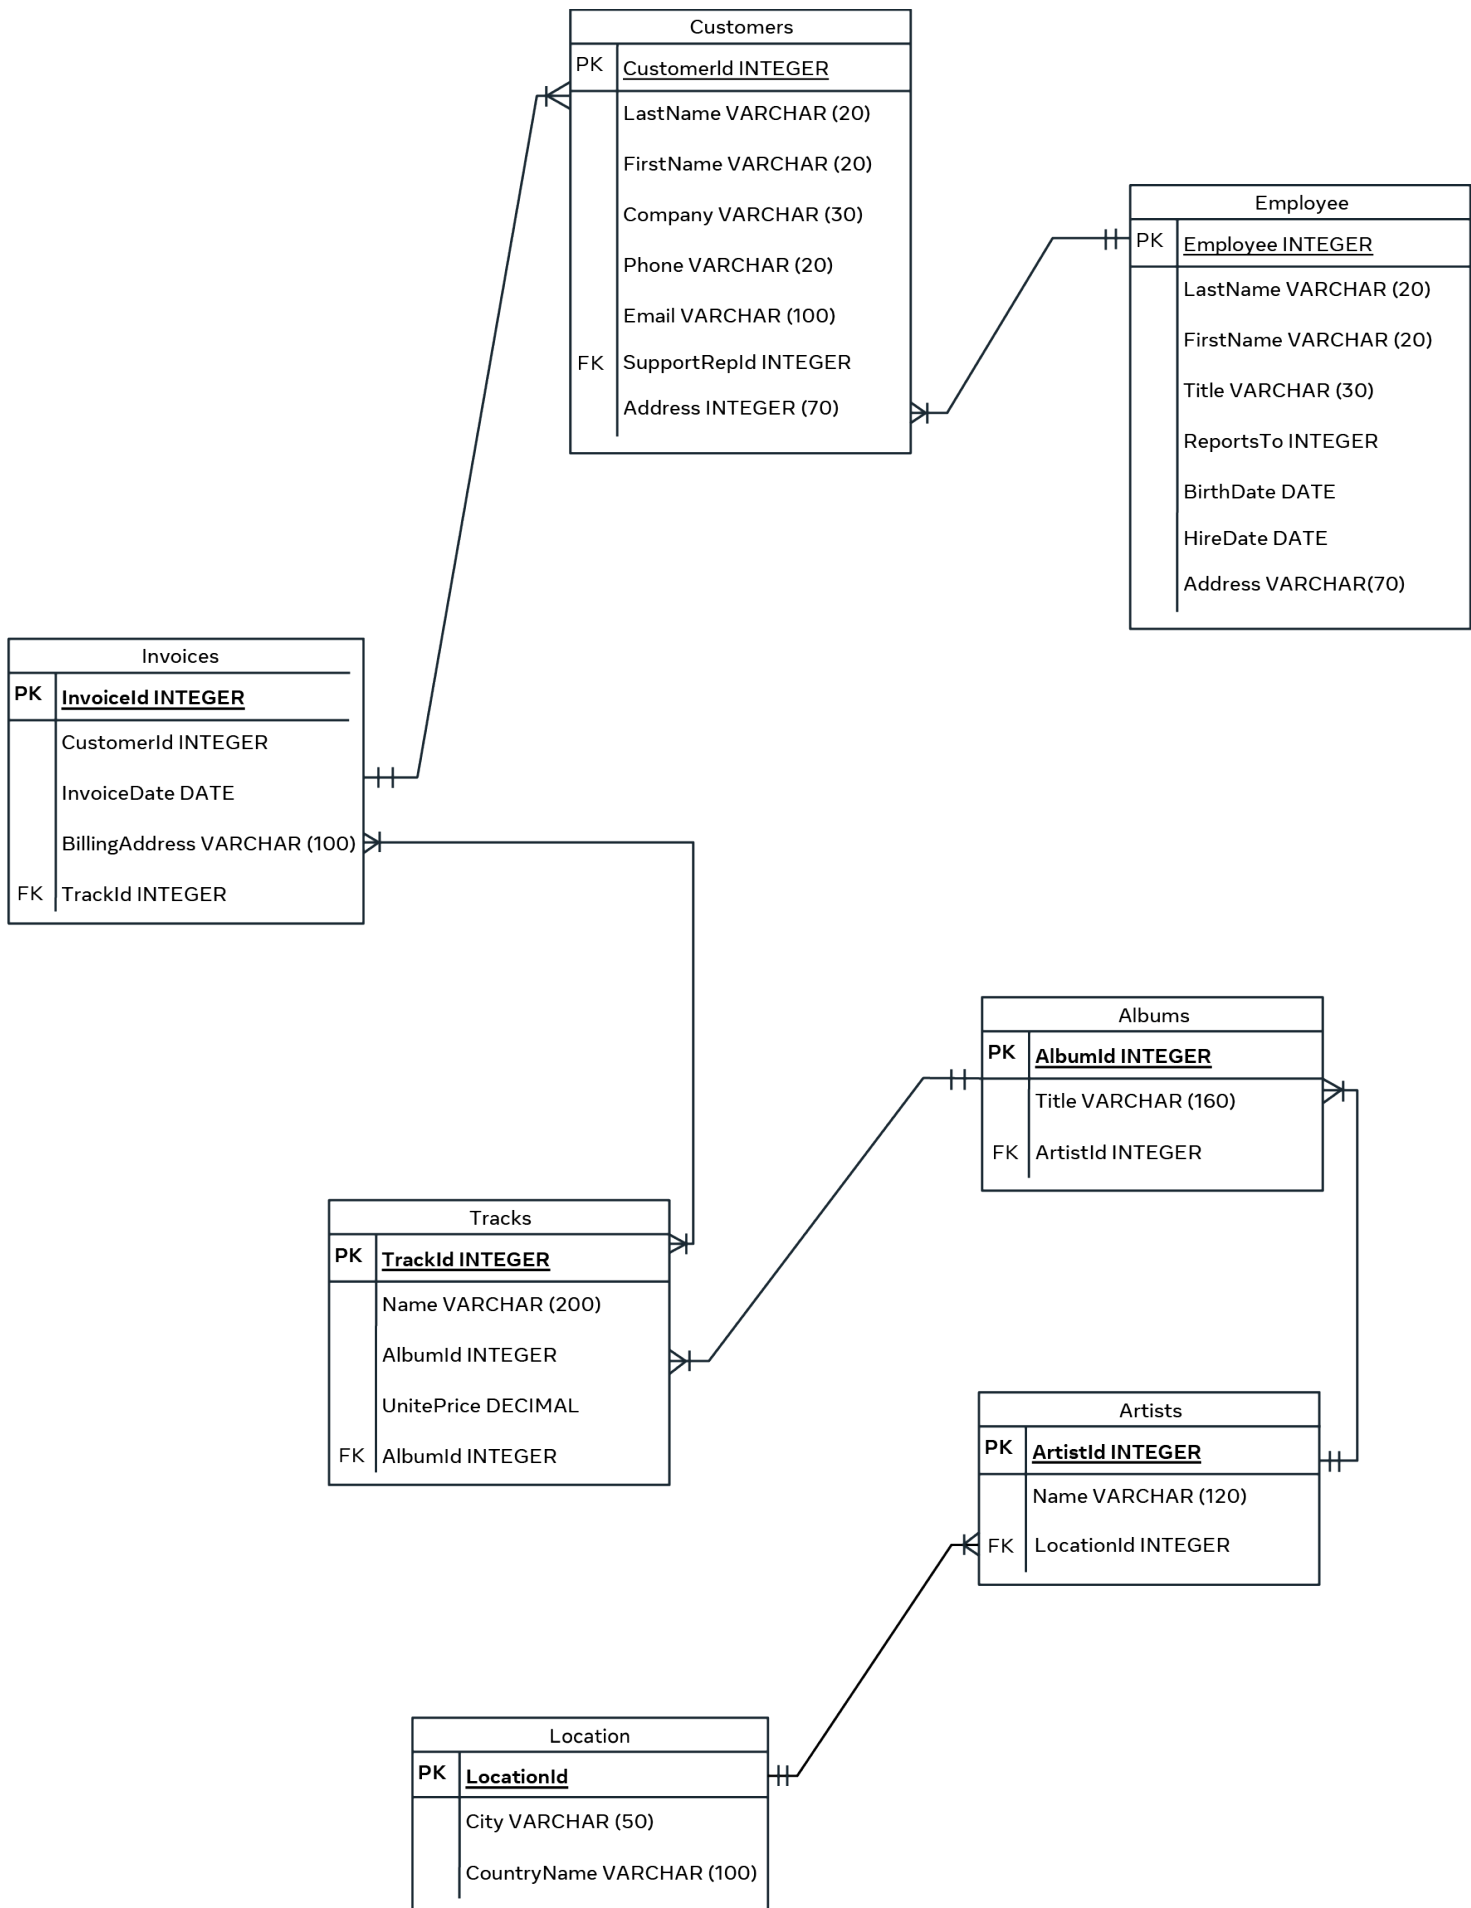 Customers
PK CustomerId INTEGER
LastName VARCHAR (20)
FirstName VARCHAR (20)
Company VARCHAR (30)
Phone VARCHAR (20)
Email VARCHAR (100)
FK SupportRepId INTEGER
Address INTEGER (70)
Employee
PK Employee INTEGER
LastName VARCHAR (20)
FirstName VARCHAR (20)
Title VARCHAR (30)
ReportsTo INTEGER
BirthDate DATE
HireDate DATE
Address VARCHAR(70)
Invoices
PK InvoiceId INTEGER
CustomerId INTEGER
InvoiceDate DATE
BillingAddress VARCHAR (100)
FK TrackId INTEGER
Albums
PK AlbumId INTEGER
Title VARCHAR (160)
FK ArtistId INTEGER
Tracks
PK TrackId INTEGER
Name VARCHAR (200)
AlbumId INTEGER
UnitePrice DECIMAL
FK AlbumId INTEGER
Artists
PK ArtistId INTEGER
Name VARCHAR (120)
FK LocationId INTEGER
Location
PK LocationId
City VARCHAR (50)
CountryName VARCHAR (100)